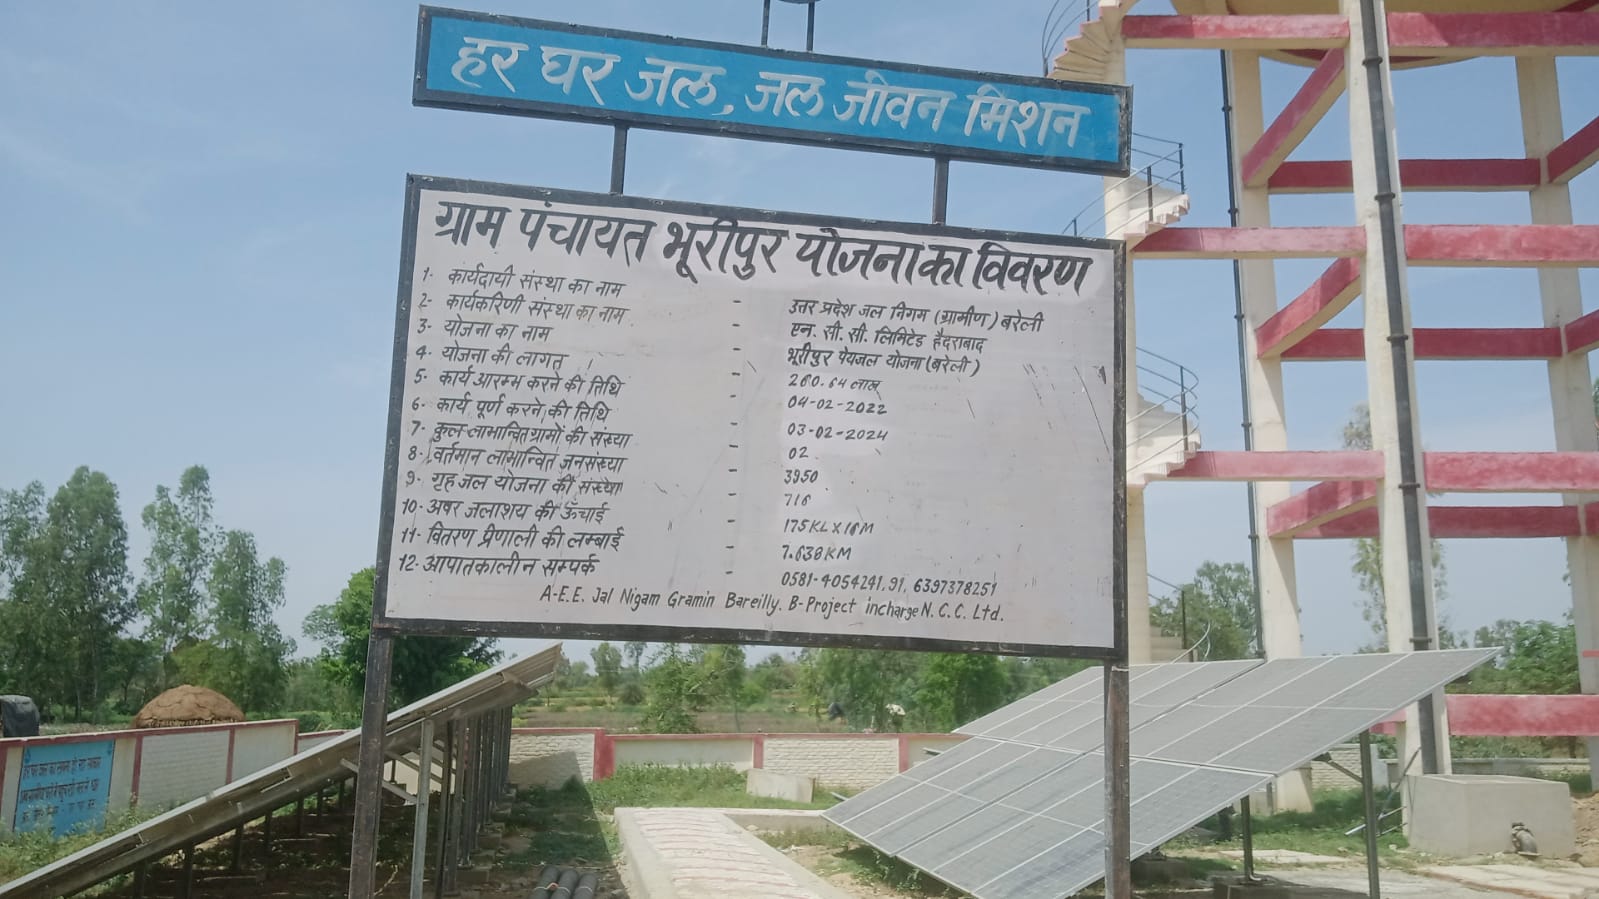 हर घर जल, जल जीवन मिशन
ग्राम पंचायत भूरीपुर योजना का विवरण
1- कार्यदायी संस्था का नाम - उत्तर प्रदेश जल निगम (ग्रामीण) बरेली
2- कार्यकरिणी संस्था का नाम - एन. सी. सी. लिमिटेड हैदराबाद
3- योजना का नाम - भूरीपुर पेयजल योजना (बरेली)
4- योजना की लागत - 260.64 लाख
5- कार्य आरम्भ करने की तिथि - 04-02-2022
6- कार्य पूर्ण करने की तिथि - 03-02-2024
7- कुल लाभान्वित ग्रामों की संख्या - 02
8- वर्तमान लाभान्वित जनसंख्या - 3950
9- गृह जल योजना की संख्या - 716
10- अपर जलाशय की ऊँचाई - 175KL X 16M
11- वितरण प्रणाली की लम्बाई - 7.638KM
12- आपातकालीन सम्पर्क - 0581-4054241, 91, 6397378251
A-E.E. Jal Nigam Gramin Bareilly. B-Project incharge N.C.C. Ltd.